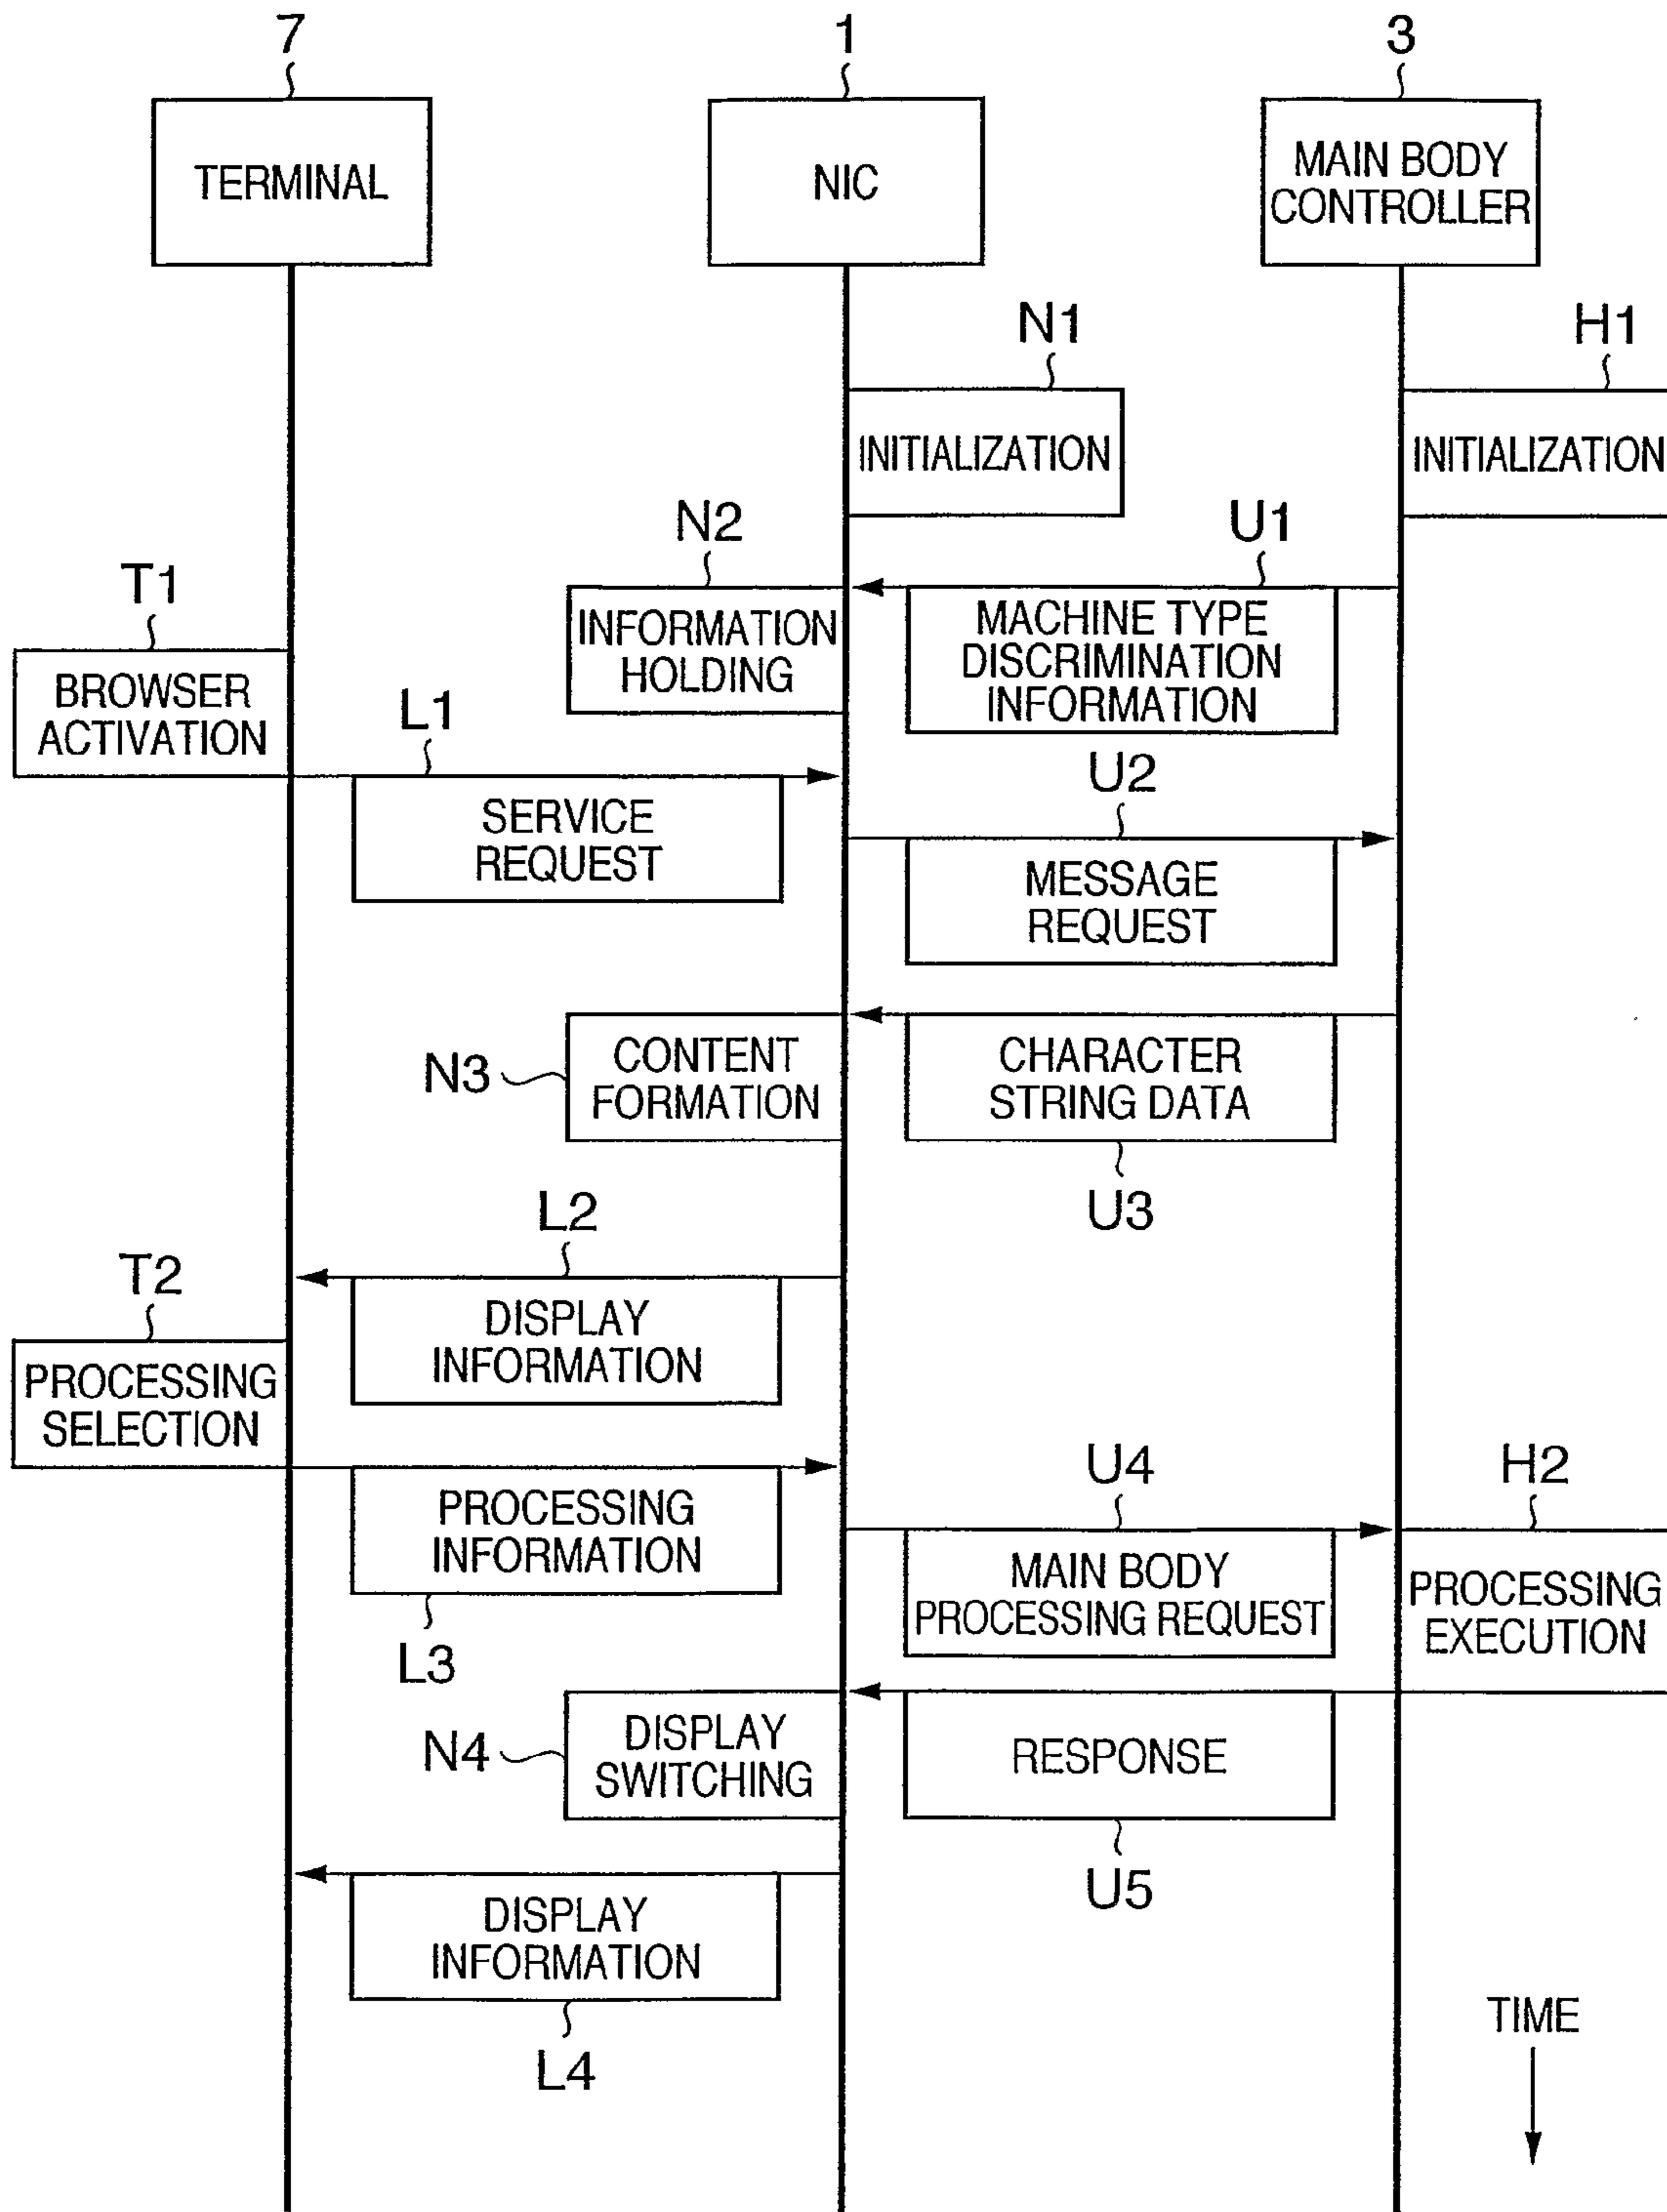 7
1
3
TERMINAL
NIC
MAIN BODY
CONTROLLER
N1
H1
INITIALIZATION
INITIALIZATION
N2
U1
T1
INFORMATION
HOLDING
MACHINE TYPE
DISCRIMINATION
INFORMATION
BROWSER
ACTIVATION
L1
SERVICE
REQUEST
U2
MESSAGE
REQUEST
N3
CONTENT
FORMATION
CHARACTER
STRING DATA
U3
L2
T2
DISPLAY
INFORMATION
PROCESSING
SELECTION
U4
H2
PROCESSING
INFORMATION
L3
MAIN BODY
PROCESSING REQUEST
PROCESSING
EXECUTION
N4
DISPLAY
SWITCHING
RESPONSE
U5
DISPLAY
INFORMATION
L4
TIME